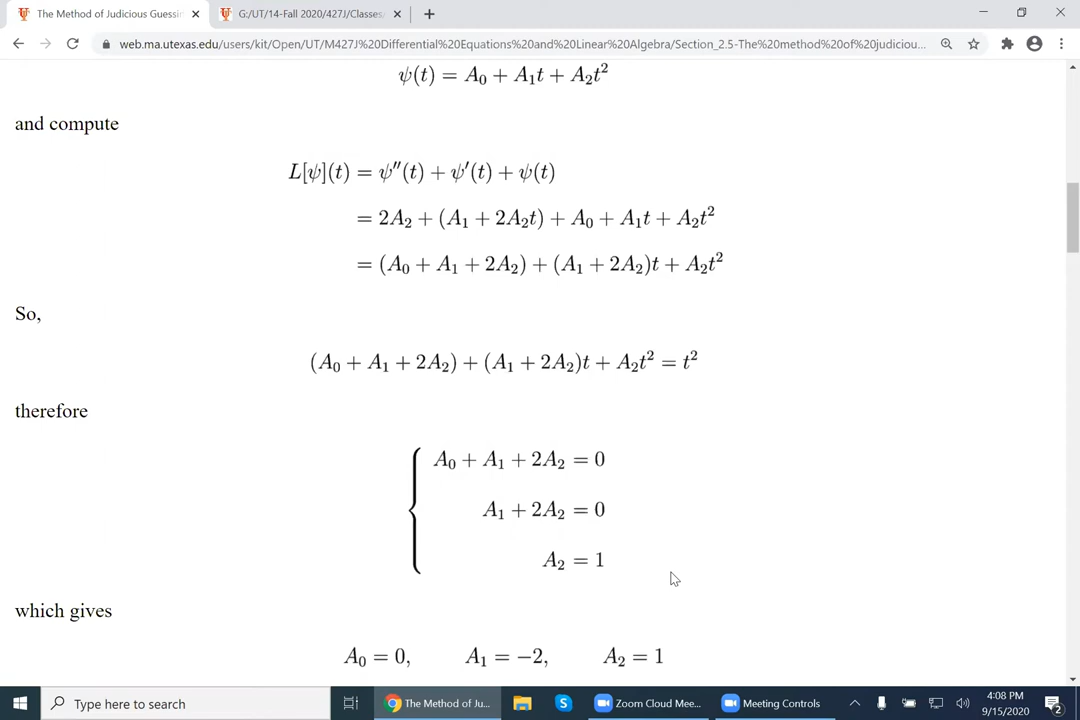 The Method of Judicious Guessi
G:/UT/14-Fall 2020/427J/Classes/
web.ma.utexas.edu/users/kit/Open/UT/M427J%20Differential%20Equations%20and%20Linear%20Algebra/Section_2.5-The%20method%20of%20judiciou...
ψ(t) = A₀ + A₁t + A₂t²
and compute
L[ψ](t) = ψ″(t) + ψ′(t) + ψ(t)
= 2A₂ + (A₁ + 2A₂t) + A₀ + A₁t + A₂t²
= (A₀ + A₁ + 2A₂) + (A₁ + 2A₂)t + A₂t²
So,
(A₀ + A₁ + 2A₂) + (A₁ + 2A₂)t + A₂t² = t²
therefore
A₀ + A₁ + 2A₂ = 0
A₁ + 2A₂ = 0
A₂ = 1
which gives
A₀ = 0, A₁ = −2, A₂ = 1
Type here to search
The Method of Ju...
Zoom Cloud Mee...
Meeting Controls
4:08 PM
9/15/2020
2